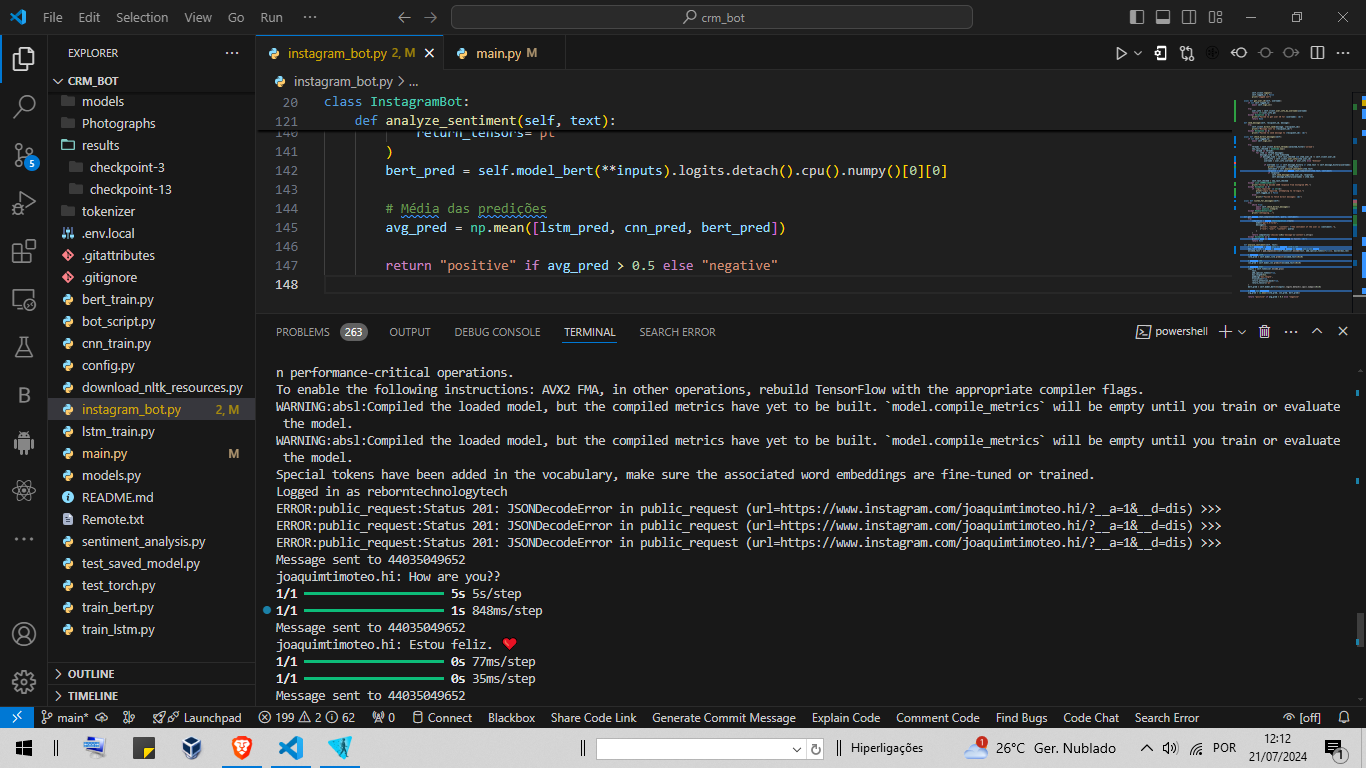 File Edit Selection View Go Run ···
crm_bot
EXPLORER ···
CRM_BOT
models
Photographs
results
checkpoint-3
checkpoint-13
tokenizer
.env.local
.gitattributes
.gitignore
bert_train.py
bot_script.py
cnn_train.py
config.py
download_nltk_resources.py
instagram_bot.py 2, M
lstm_train.py
main.py M
models.py
README.md
Remote.txt
sentiment_analysis.py
test_saved_model.py
test_torch.py
train_bert.py
train_lstm.py
OUTLINE
TIMELINE
5
B
instagram_bot.py 2, M
main.py M
instagram_bot.py > ...
20 class InstagramBot:
121 def analyze_sentiment(self, text):
140 return_tensors= pt
141 )
142 bert_pred = self.model_bert(**inputs).logits.detach().cpu().numpy()[0][0]
143
144 # Média das predições
145 avg_pred = np.mean([lstm_pred, cnn_pred, bert_pred])
146
147 return "positive" if avg_pred > 0.5 else "negative"
148
PROBLEMS 263 OUTPUT DEBUG CONSOLE TERMINAL SEARCH ERROR
powershell
n performance-critical operations.
To enable the following instructions: AVX2 FMA, in other operations, rebuild TensorFlow with the appropriate compiler flags.
WARNING:absl:Compiled the loaded model, but the compiled metrics have yet to be built. `model.compile_metrics` will be empty until you train or evaluate
the model.
WARNING:absl:Compiled the loaded model, but the compiled metrics have yet to be built. `model.compile_metrics` will be empty until you train or evaluate
the model.
Special tokens have been added in the vocabulary, make sure the associated word embeddings are fine-tuned or trained.
Logged in as reborntechnologytech
ERROR:public_request:Status 201: JSONDecodeError in public_request (url=https://www.instagram.com/joaquimtimoteo.hi/?__a=1&__d=dis) >>>
ERROR:public_request:Status 201: JSONDecodeError in public_request (url=https://www.instagram.com/joaquimtimoteo.hi/?__a=1&__d=dis) >>>
ERROR:public_request:Status 201: JSONDecodeError in public_request (url=https://www.instagram.com/joaquimtimoteo.hi/?__a=1&__d=dis) >>>
Message sent to 44035049652
joaquimtimoteo.hi: How are you??
1/1 5s 5s/step
1/1 1s 848ms/step
Message sent to 44035049652
joaquimtimoteo.hi: Estou feliz. ❤️
1/1 0s 77ms/step
1/1 0s 35ms/step
Message sent to 44035049652
main* Launchpad 199 2 62 0 Connect Blackbox Share Code Link Generate Commit Message Explain Code Comment Code Find Bugs Code Chat Search Error [off]
Hiperligações 1 26°C Ger. Nublado POR 12:12
21/07/2024 1